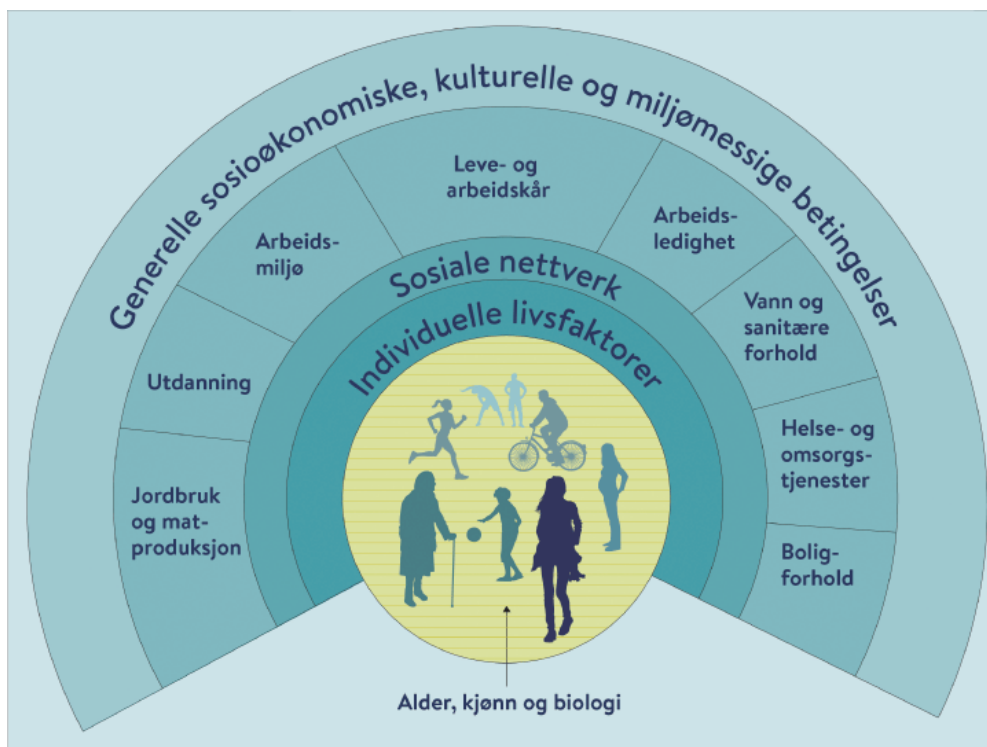 Generelle sosioøkonomiske, kulturelle og miljømessige betingelser
Leve- og
arbeidskår
Arbeids-
miljø
Arbeids-
ledighet
Utdanning
Vann og
sanitære
forhold
Jordbruk
og mat-
produksjon
Helse- og
omsorgs-
tjenester
Bolig-
forhold
Sosiale nettverk
Individuelle livsfaktorer
Alder, kjønn og biologi